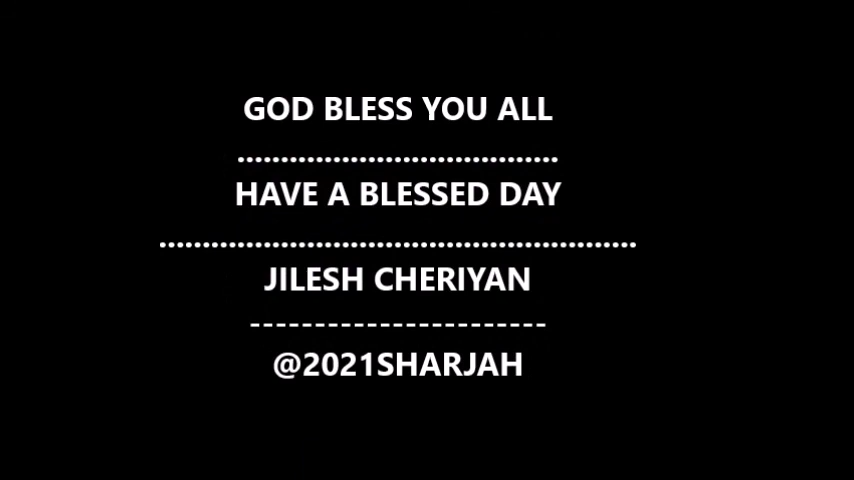 GOD BLESS YOU ALL
.....................................
HAVE A BLESSED DAY
.......................................................
JILESH CHERIYAN
-----------------------
@2021SHARJAH